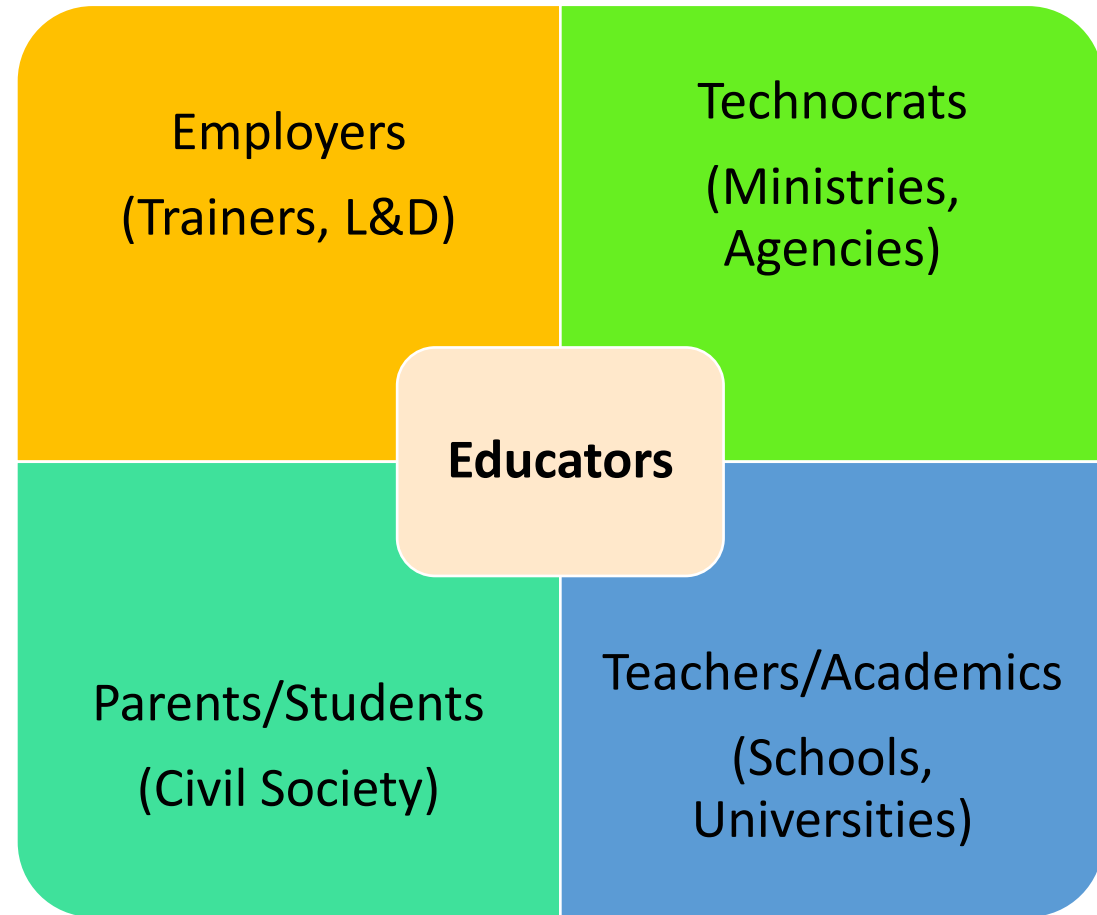 Employers
(Trainers, L&D)
Technocrats
(Ministries,
Agencies)
Educators
Parents/Students
(Civil Society)
Teachers/Academics
(Schools,
Universities)